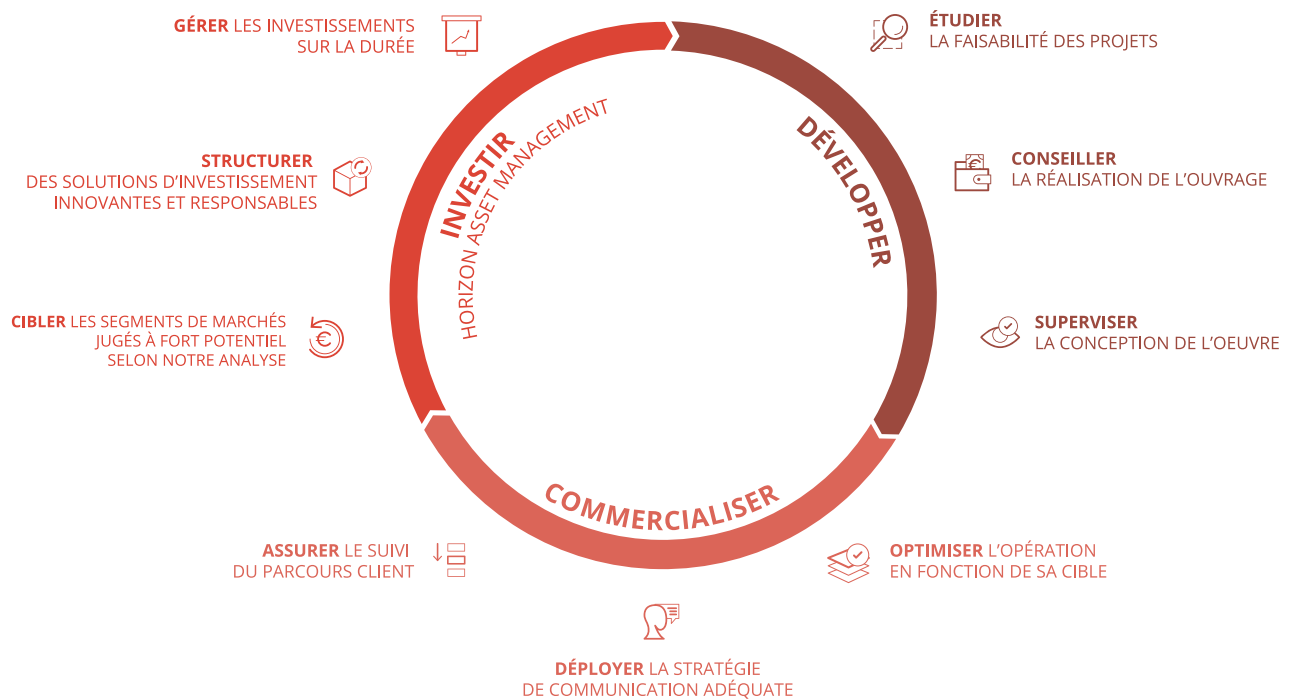 GÉRER LES INVESTISSEMENTS
SUR LA DURÉE
STRUCTURER
DES SOLUTIONS D'INVESTISSEMENT
INNOVANTES ET RESPONSABLES
CIBLER LES SEGMENTS DE MARCHÉS
JUGÉS À FORT POTENTIEL
SELON NOTRE ANALYSE
INVESTIR
HORIZON ASSET MANAGEMENT
DÉVELOPPER
ÉTUDIER
LA FAISABILITÉ DES PROJETS
CONSEILLER
LA RÉALISATION DE L'OUVRAGE
SUPERVISER
LA CONCEPTION DE L'OEUVRE
COMMERCIALISER
ASSURER LE SUIVI
DU PARCOURS CLIENT
OPTIMISER L'OPÉRATION
EN FONCTION DE SA CIBLE
DÉPLOYER LA STRATÉGIE
DE COMMUNICATION ADÉQUATE